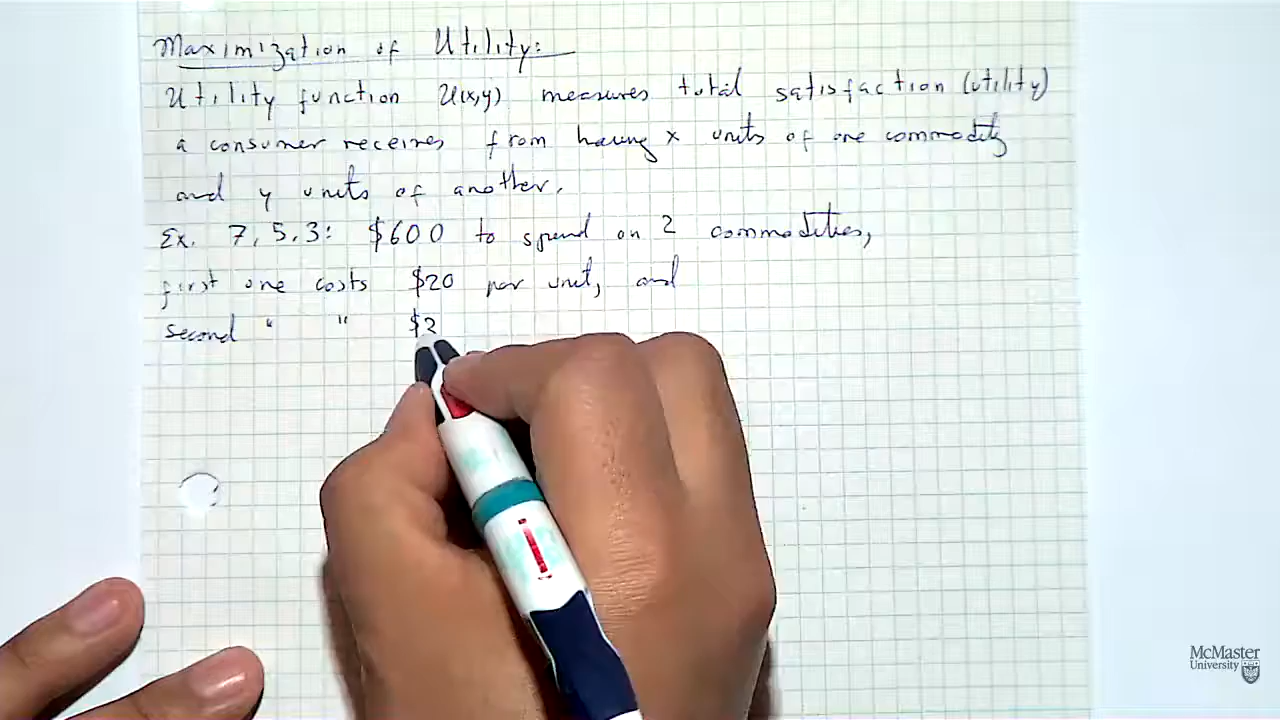 Maximization of Utility:
Utility function U(x,y) measures total satisfaction (utility)
a consumer receives from having x units of one commodity
and y units of another.
Ex. 7.5.3: $600 to spend on 2 commodities,
first one costs $20 per unit, and
second " " $2
McMaster
University